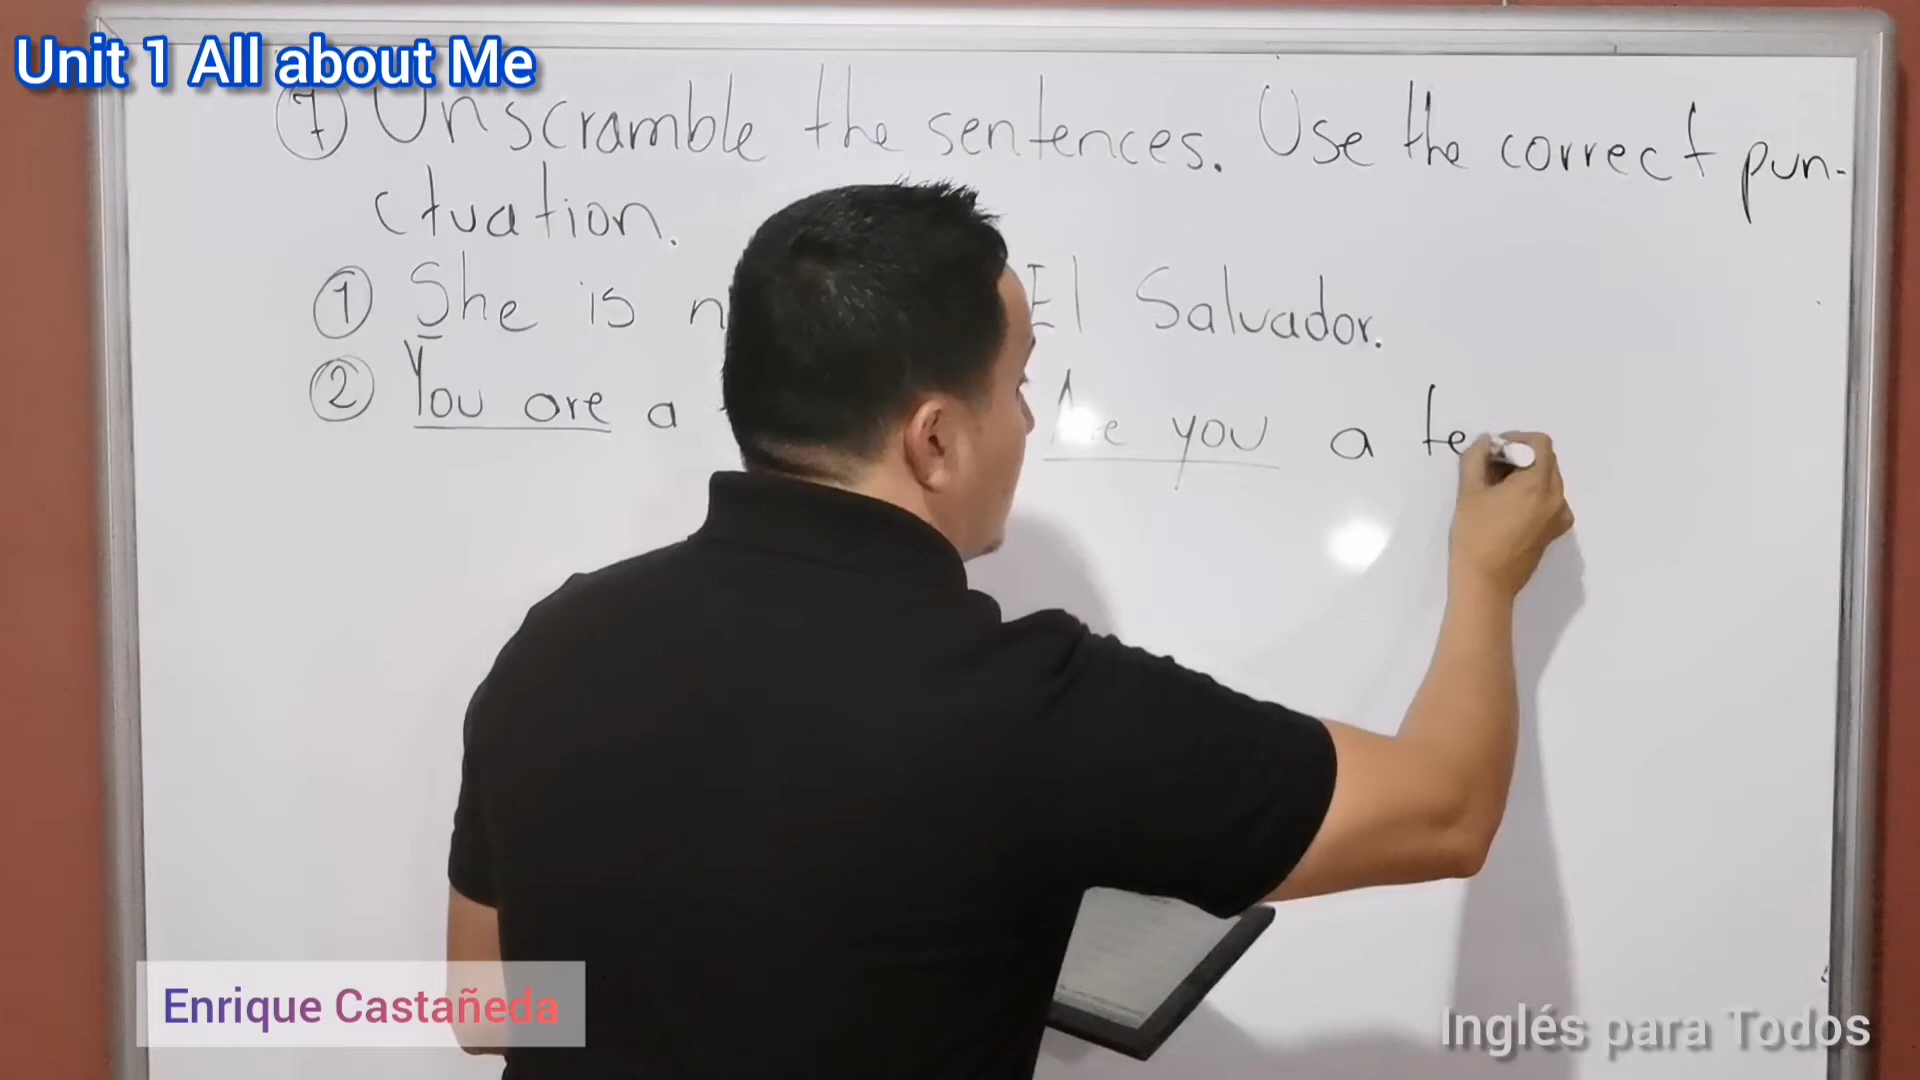 Unit 1 All about Me
7 Unscramble the sentences. Use the correct pun-
ctuation.
1 She is n El Salvador.
2 You are a Are you a te
Enrique Castañeda
Inglés para Todos